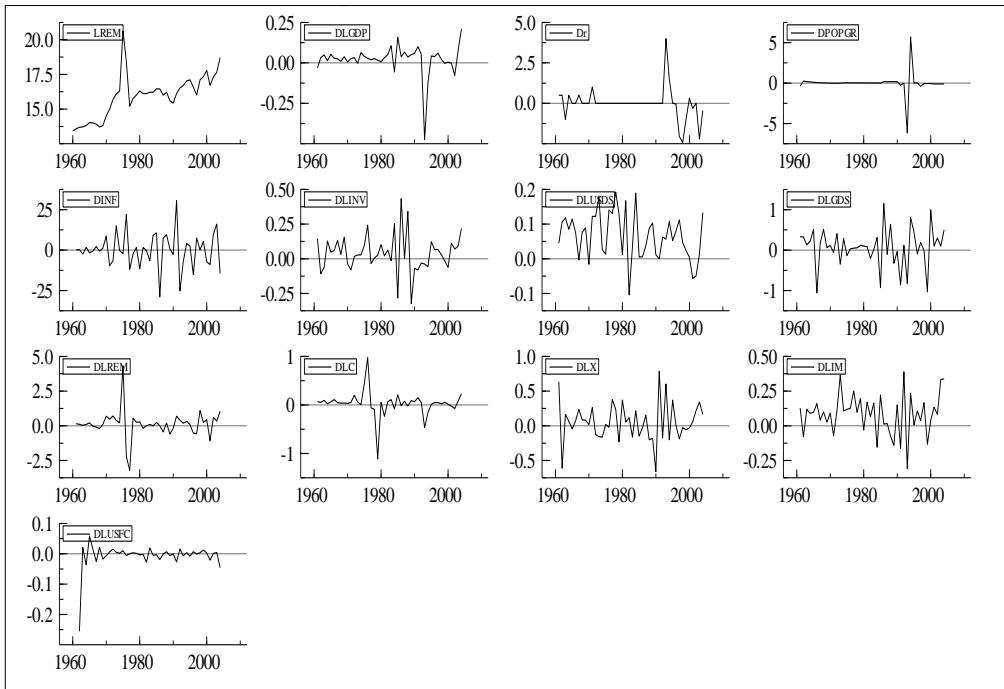 LREM
20.0
17.5
15.0
1960 1980 2000
DLGDP
0.25
0.00
-0.25
1960 1980 2000
Dr
5.0
2.5
0.0
1960 1980 2000
DPOPGR
5
0
-5
1960 1980 2000
DINF
25
0
-25
1960 1980 2000
DLINV
0.50
0.25
0.00
-0.25
1960 1980 2000
DLUSDS
0.2
0.1
0.0
-0.1
1960 1980 2000
DLGDS
1
0
-1
1960 1980 2000
DLREM
5.0
2.5
0.0
-2.5
1960 1980 2000
DLC
1
0
-1
1960 1980 2000
DLX
1.0
0.5
0.0
-0.5
1960 1980 2000
DLIM
0.50
0.25
0.00
-0.25
1960 1980 2000
DLUSFC
0.1
0.0
-0.1
-0.2
1960 1980 2000